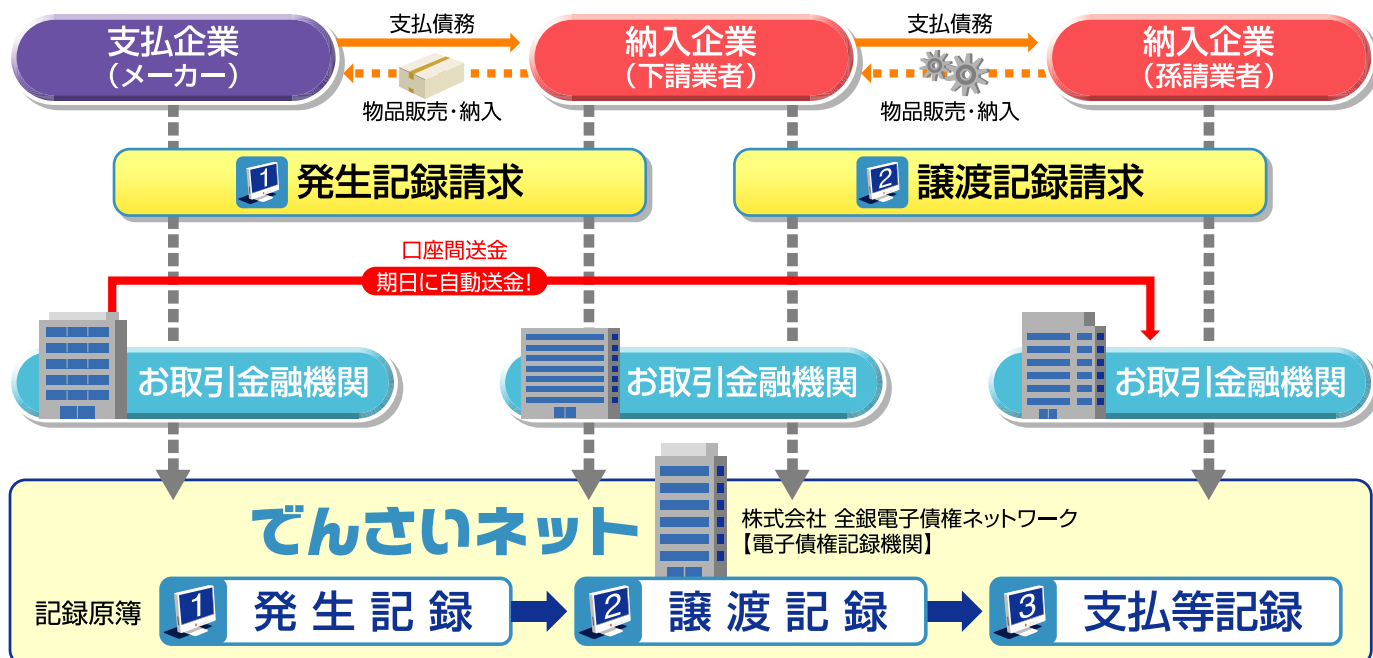 支払企業
（メーカー）
支払債務
物品販売・納入
納入企業
（下請業者）
支払債務
物品販売・納入
納入企業
（孫請業者）
1 発生記録請求
2 譲渡記録請求
口座間送金
期日に自動送金!
お取引金融機関
お取引金融機関
お取引金融機関
でんさいネット
株式会社 全銀電子債権ネットワーク
【電子債権記録機関】
記録原簿
1 発生記録
2 譲渡記録
3 支払等記録